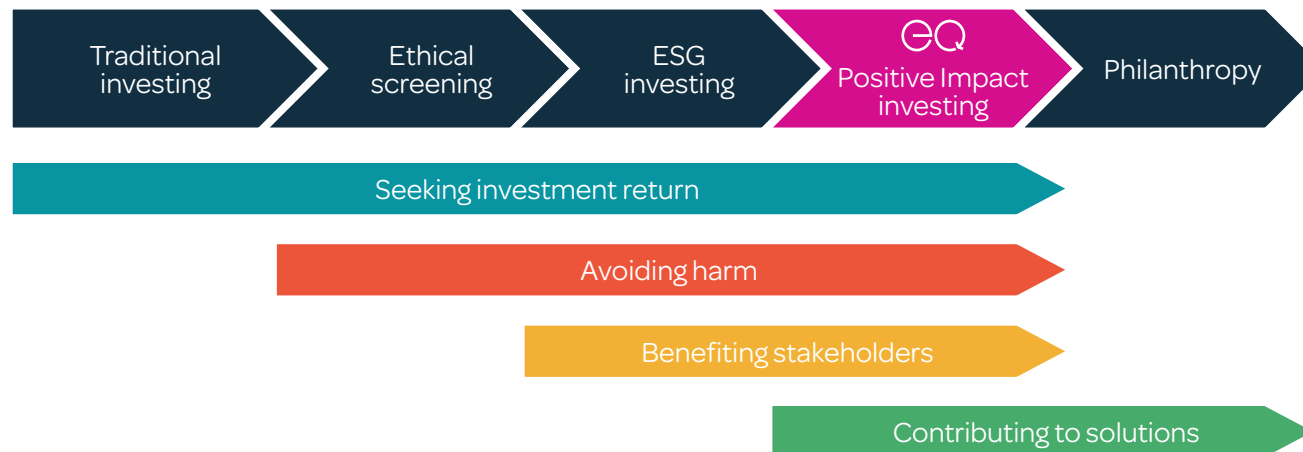 Traditional
investing
Ethical
screening
ESG
investing
eQ
Positive Impact
investing
Philanthropy
Seeking investment return
Avoiding harm
Benefiting stakeholders
Contributing to solutions